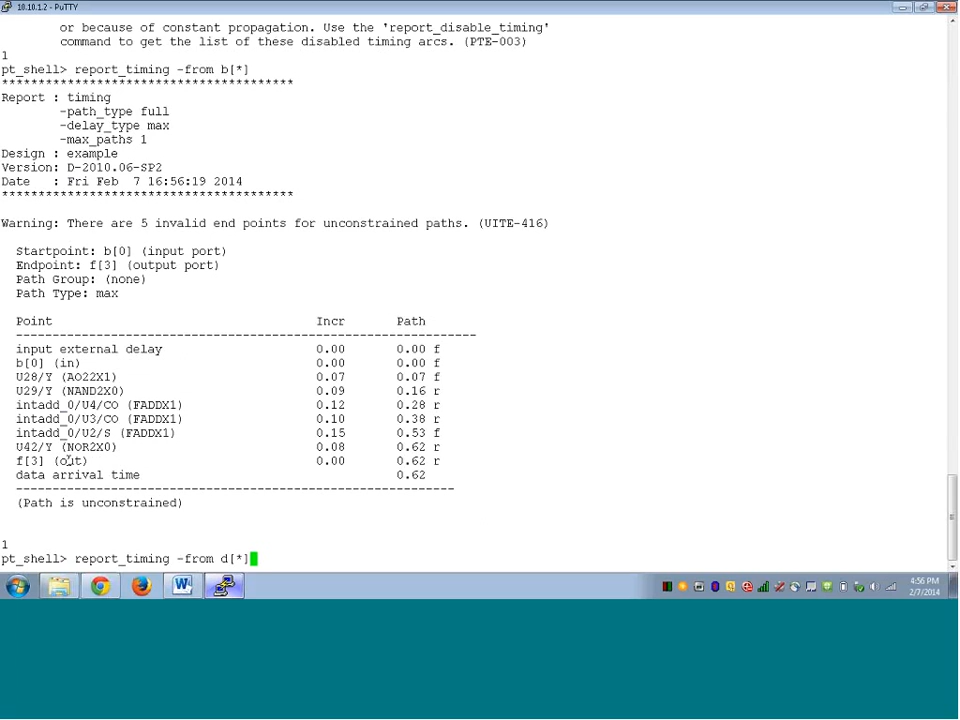 10.10.1.2 - PuTTY
or because of constant propagation. Use the 'report_disable_timing'
command to get the list of these disabled timing arcs. (PTE-003)
1
pt_shell> report_timing -from b[*]
****************************************
Report : timing
-path_type full
-delay_type max
-max_paths 1
Design : example
Version: D-2010.06-SP2
Date   : Fri Feb  7 16:56:19 2014
****************************************
Warning: There are 5 invalid end points for unconstrained paths. (UITE-416)
Startpoint: b[0] (input port)
Endpoint: f[3] (output port)
Path Group: (none)
Path Type: max
Point                                    Incr       Path
---------------------------------------------------------------
input external delay                     0.00       0.00 f
b[0] (in)                                0.00       0.00 f
U28/Y (AO22X1)                           0.07       0.07 f
U29/Y (NAND2X0)                          0.09       0.16 r
intadd_0/U4/CO (FADDX1)                  0.12       0.28 r
intadd_0/U3/CO (FADDX1)                  0.10       0.38 r
intadd_0/U2/S (FADDX1)                   0.15       0.53 f
U42/Y (NOR2X0)                           0.08       0.62 r
f[3] (out)                               0.00       0.62 r
data arrival time                                   0.62
------------------------------------------------------------
(Path is unconstrained)
1
pt_shell> report_timing -from d[*]
4:56 PM
2/7/2014